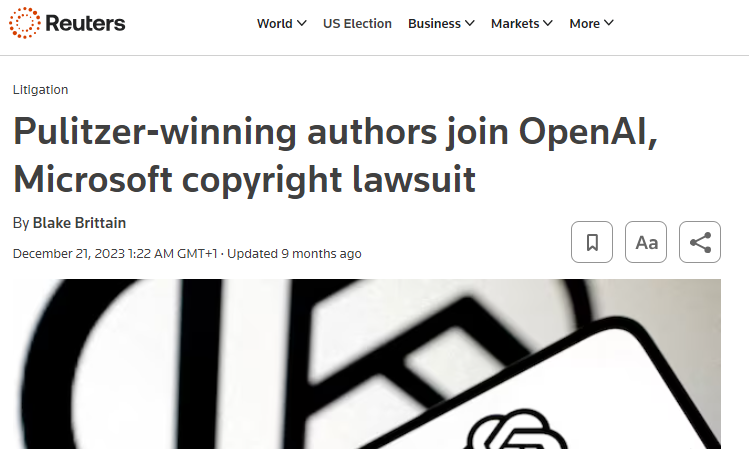 Reuters
World US Election Business Markets More
Litigation
Pulitzer-winning authors join OpenAI,
Microsoft copyright lawsuit
By Blake Brittain
December 21, 2023 1:22 AM GMT+1 · Updated 9 months ago
Aa